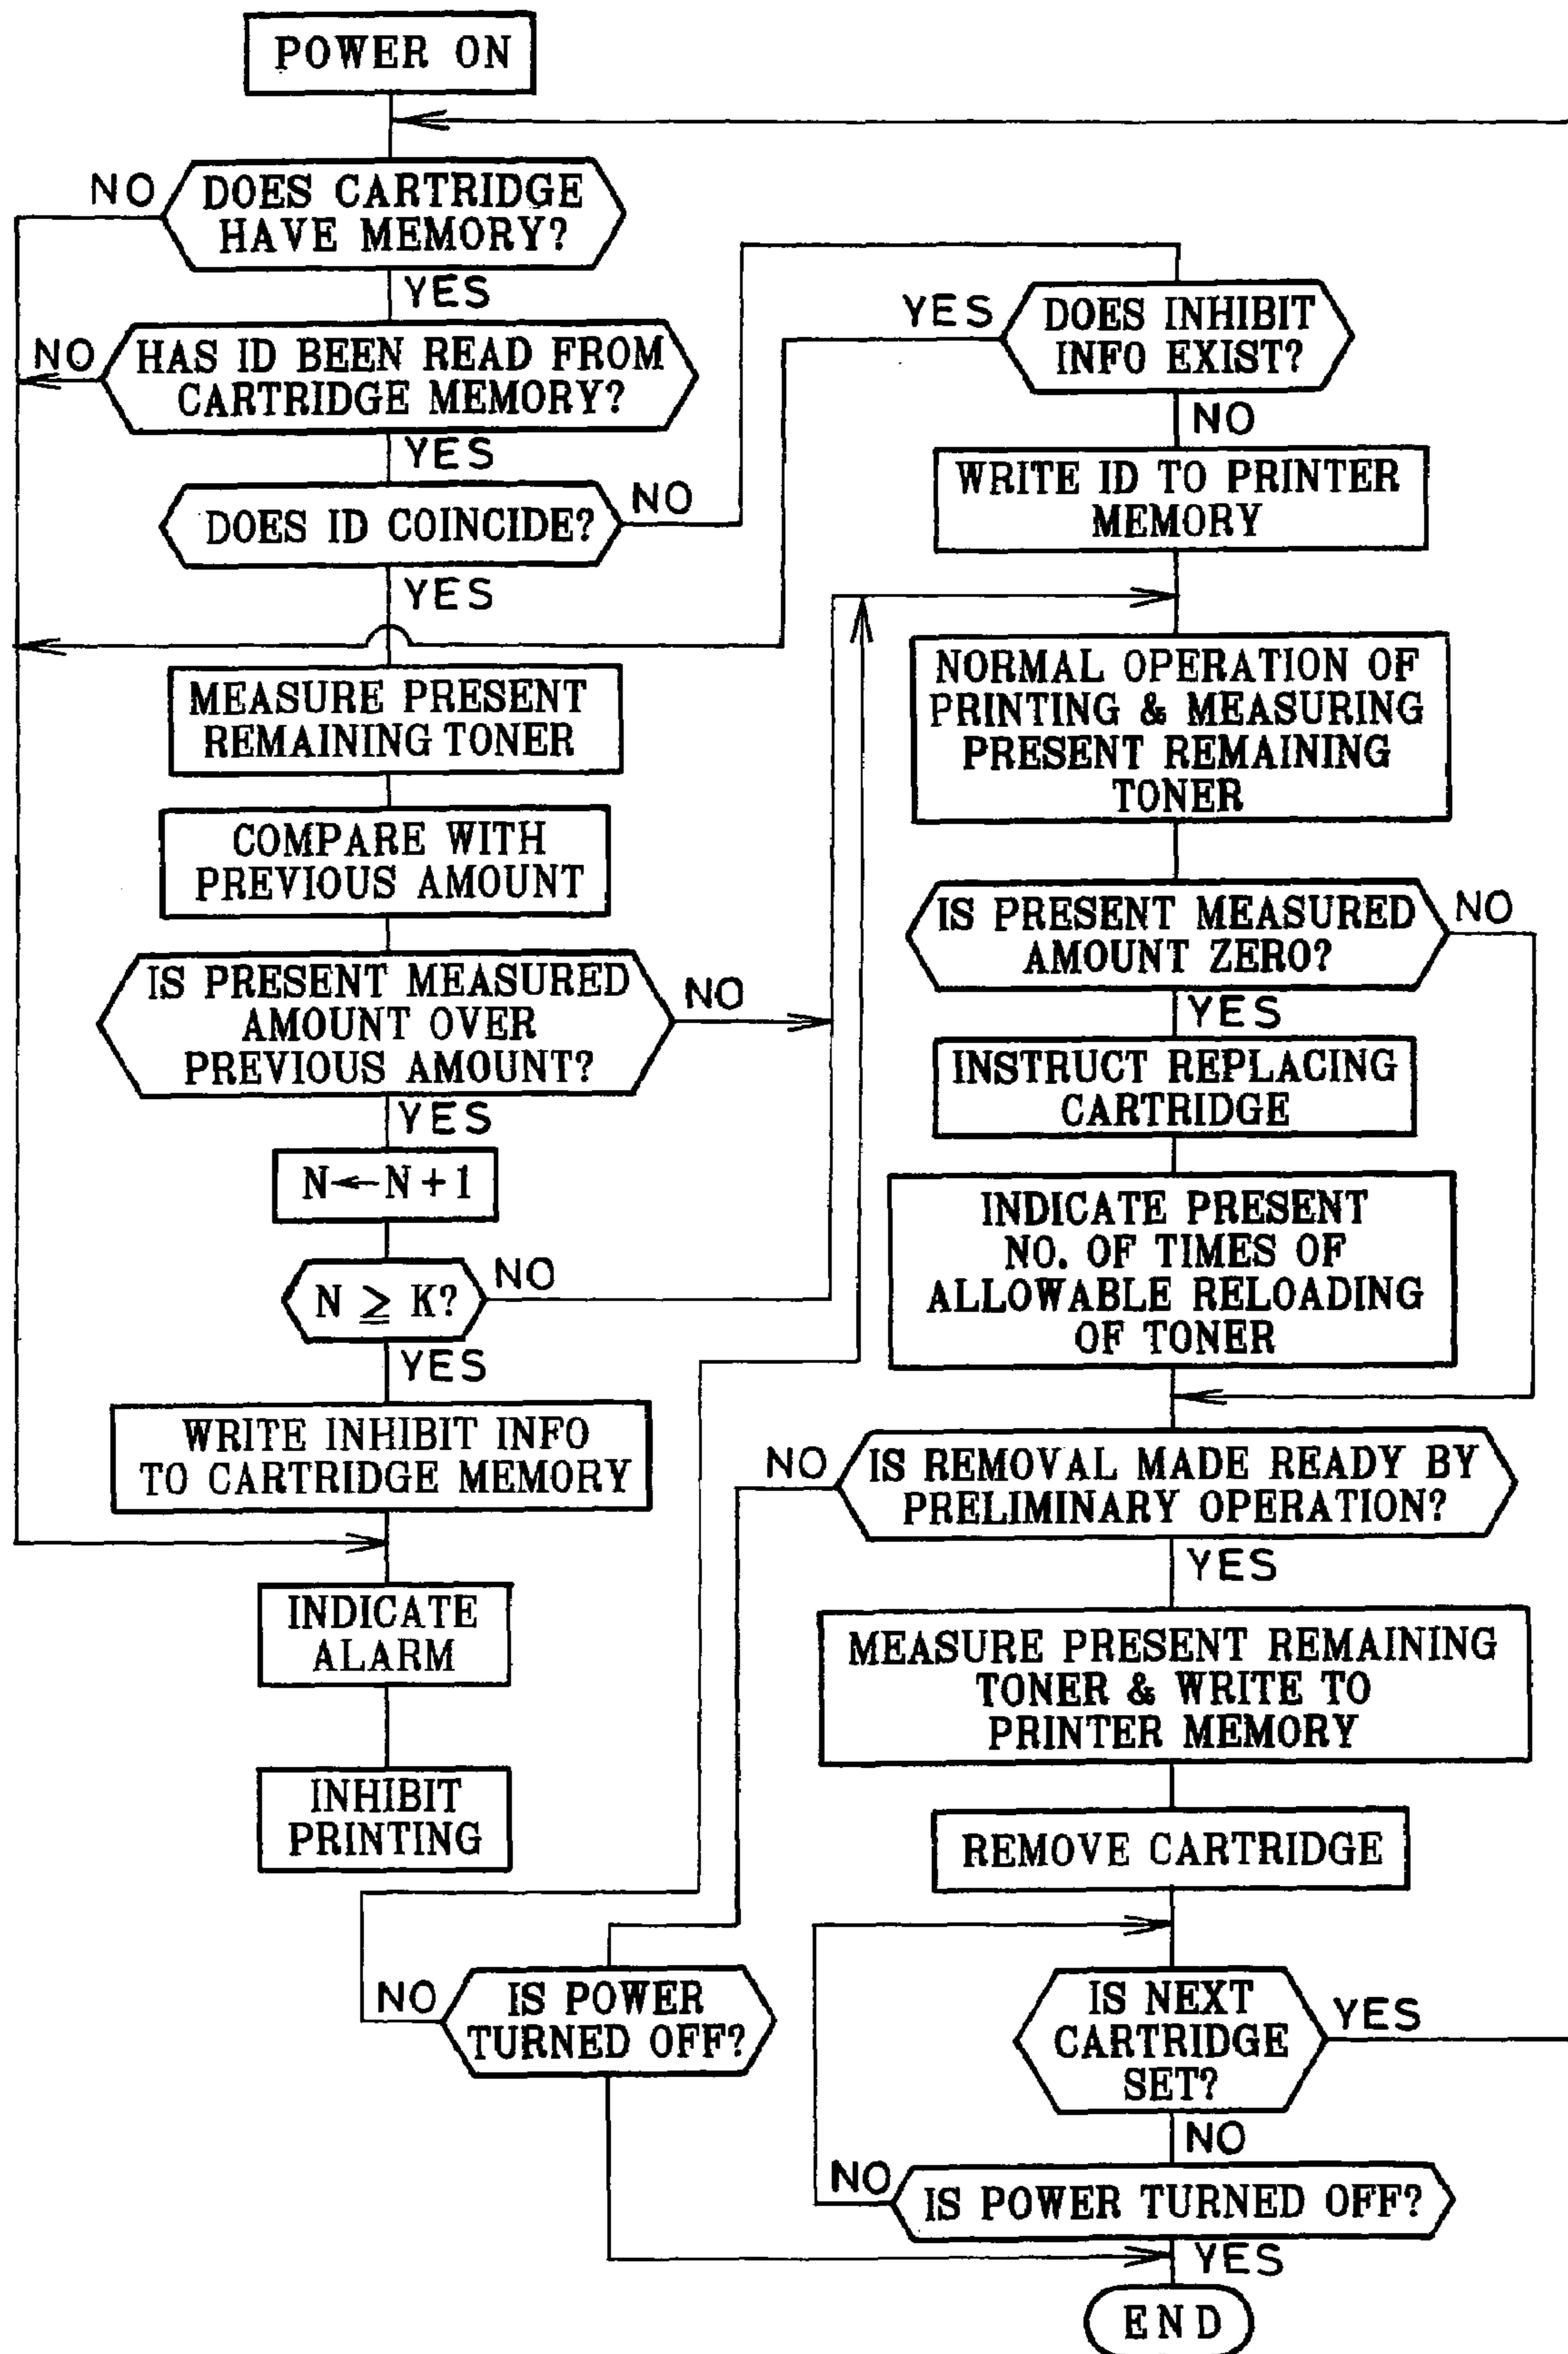 POWER ON
NO
DOES CARTRIDGE
HAVE MEMORY?
YES
NO
HAS ID BEEN READ FROM
CARTRIDGE MEMORY?
YES
DOES ID COINCIDE?
NO
YES
MEASURE PRESENT
REMAINING TONER
COMPARE WITH
PREVIOUS AMOUNT
IS PRESENT MEASURED
AMOUNT OVER
PREVIOUS AMOUNT?
NO
YES
N←N+1
N ≧ K?
NO
YES
WRITE INHIBIT INFO
TO CARTRIDGE MEMORY
INDICATE
ALARM
INHIBIT
PRINTING
YES
DOES INHIBIT
INFO EXIST?
NO
WRITE ID TO PRINTER
MEMORY
NORMAL OPERATION OF
PRINTING & MEASURING
PRESENT REMAINING
TONER
IS PRESENT MEASURED
AMOUNT ZERO?
NO
YES
INSTRUCT REPLACING
CARTRIDGE
INDICATE PRESENT
NO. OF TIMES OF
ALLOWABLE RELOADING
OF TONER
NO
IS REMOVAL MADE READY BY
PRELIMINARY OPERATION?
YES
MEASURE PRESENT REMAINING
TONER & WRITE TO
PRINTER MEMORY
REMOVE CARTRIDGE
NO
IS POWER
TURNED OFF?
IS NEXT
CARTRIDGE
SET?
YES
NO
NO
IS POWER TURNED OFF?
YES
END